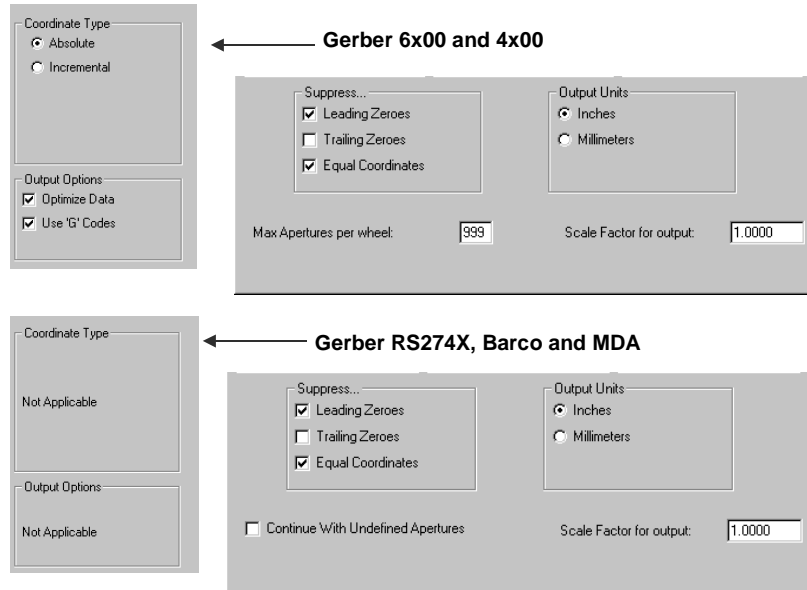 Coordinate Type
Absolute
Incremental
Output Options
Optimize Data
Use 'G' Codes
Gerber 6x00 and 4x00
Suppress...
Leading Zeroes
Trailing Zeroes
Equal Coordinates
Output Units
Inches
Millimeters
Max Apertures per wheel: 999
Scale Factor for output: 1.0000
Coordinate Type
Not Applicable
Output Options
Not Applicable
Gerber RS274X, Barco and MDA
Suppress...
Leading Zeroes
Trailing Zeroes
Equal Coordinates
Output Units
Inches
Millimeters
Continue With Undefined Apertures
Scale Factor for output: 1.0000